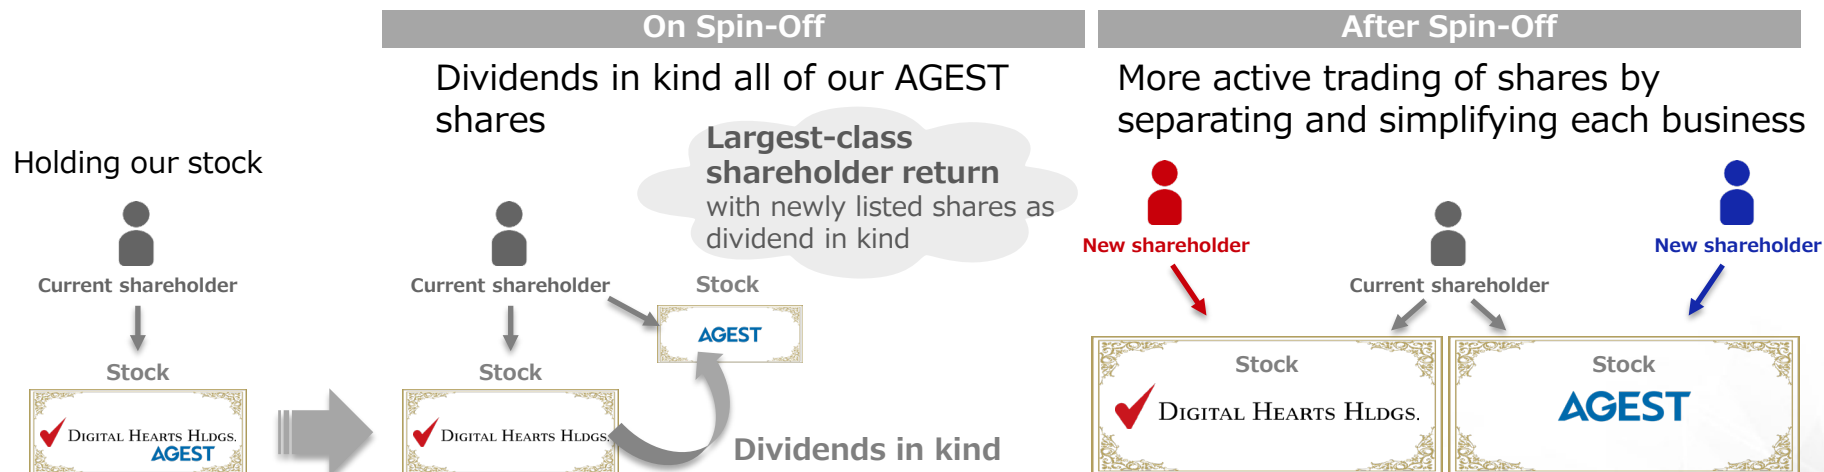 Holding our stock
Current shareholder
Stock
DIGITAL HEARTS HLDGS.
AGEST
On Spin-Off
Dividends in kind all of our AGEST
shares
Largest-class
shareholder return
with newly listed shares as
dividend in kind
Current shareholder
Stock
AGEST
Stock
DIGITAL HEARTS HLDGS.
Dividends in kind
After Spin-Off
More active trading of shares by
separating and simplifying each business
New shareholder
Current shareholder
New shareholder
Stock
DIGITAL HEARTS HLDGS.
Stock
AGEST